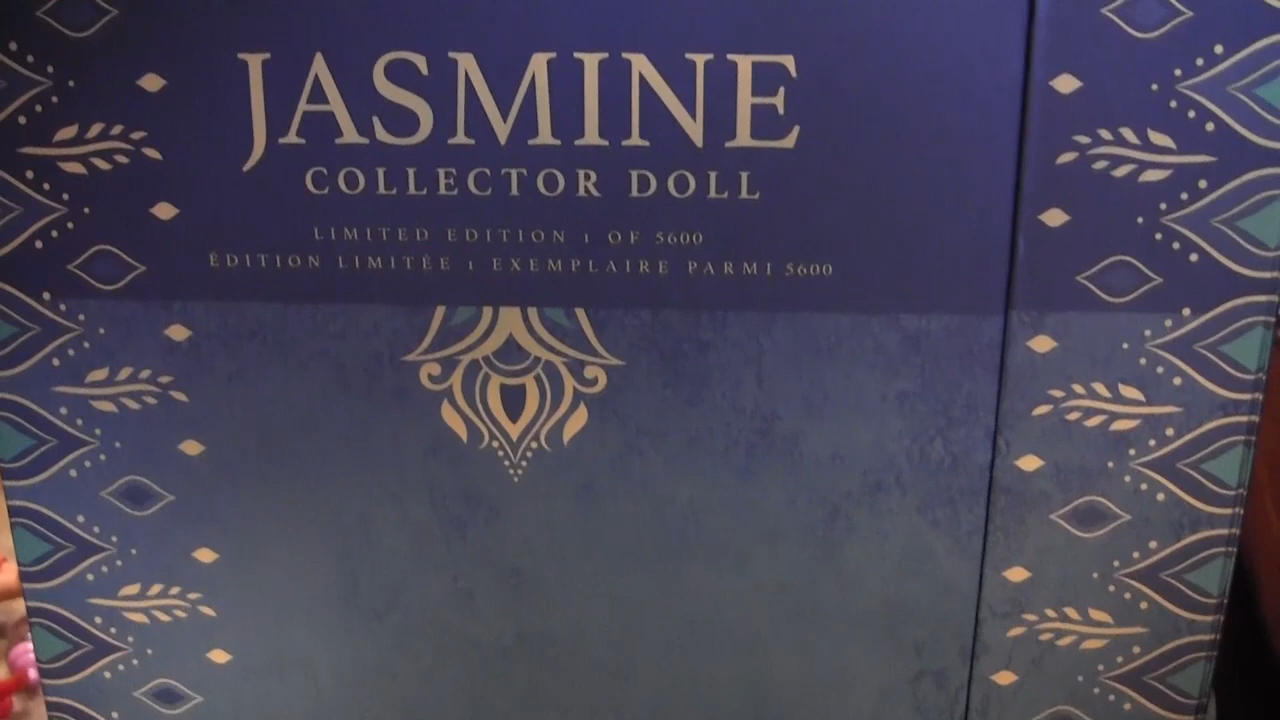 JASMINE
COLLECTOR DOLL
LIMITED EDITION 1 OF 5600
ÉDITION LIMITÉE 1 EXEMPLAIRE PARMI 5600